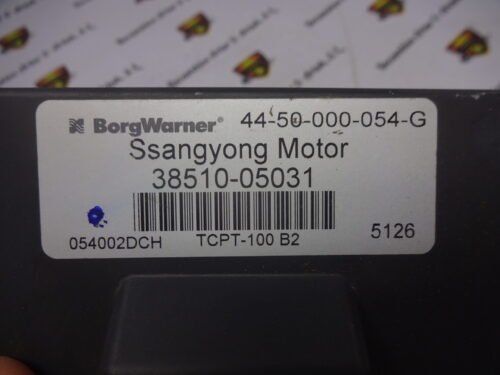 BorgWarner® 44-50-000-054-G
Ssangyong Motor
38510-05031
054002DCH TCPT-100 B2 5126